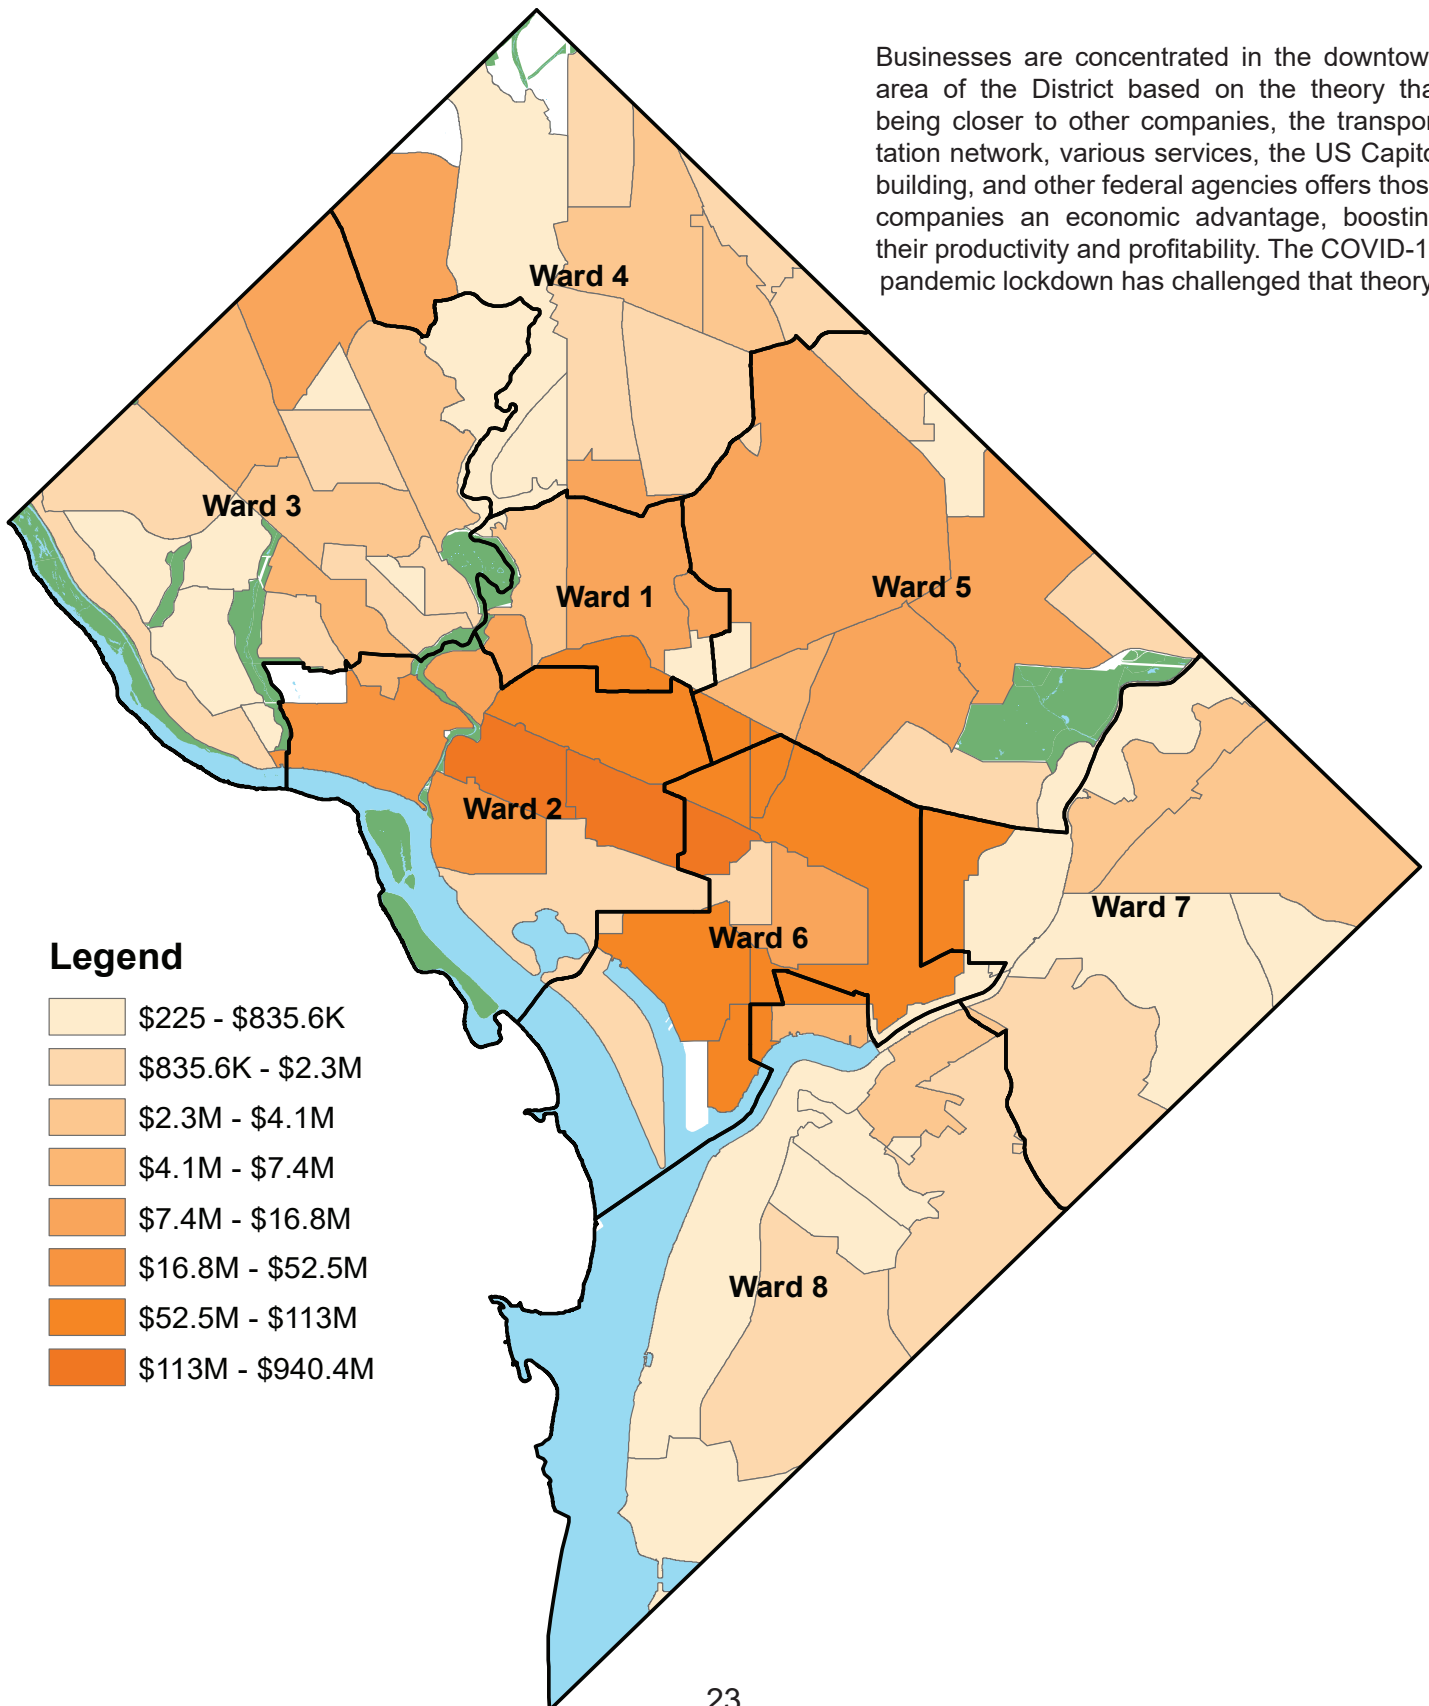 Businesses are concentrated in the downtow
area of the District based on the theory tha
being closer to other companies, the transpor
tation network, various services, the US Capito
building, and other federal agencies offers thos
companies an economic advantage, boostin
their productivity and profitability. The COVID-1
pandemic lockdown has challenged that theory
Ward 4
Ward 3
Ward 5
Ward 1
Ward 2
Ward 7
Ward 6
Legend
$225 - $835.6K
$835.6K - $2.3M
$2.3M - $4.1M
$4.1M - $7.4M
$7.4M - $16.8M
$16.8M - $52.5M
$52.5M - $113M
$113M - $940.4M
Ward 8
23